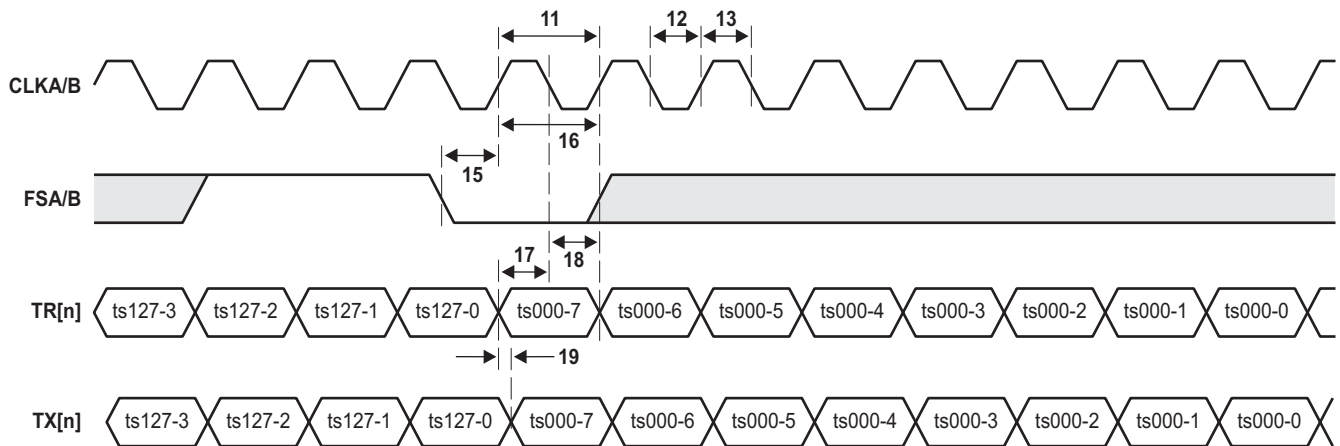 11 12 13
CLKA/B
16
15
FSA/B
17 18
TR[n] ts127-3 ts127-2 ts127-1 ts127-0 ts000-7 ts000-6 ts000-5 ts000-4 ts000-3 ts000-2 ts000-1 ts000-0
19
TX[n] ts127-3 ts127-2 ts127-1 ts127-0 ts000-7 ts000-6 ts000-5 ts000-4 ts000-3 ts000-2 ts000-1 ts000-0